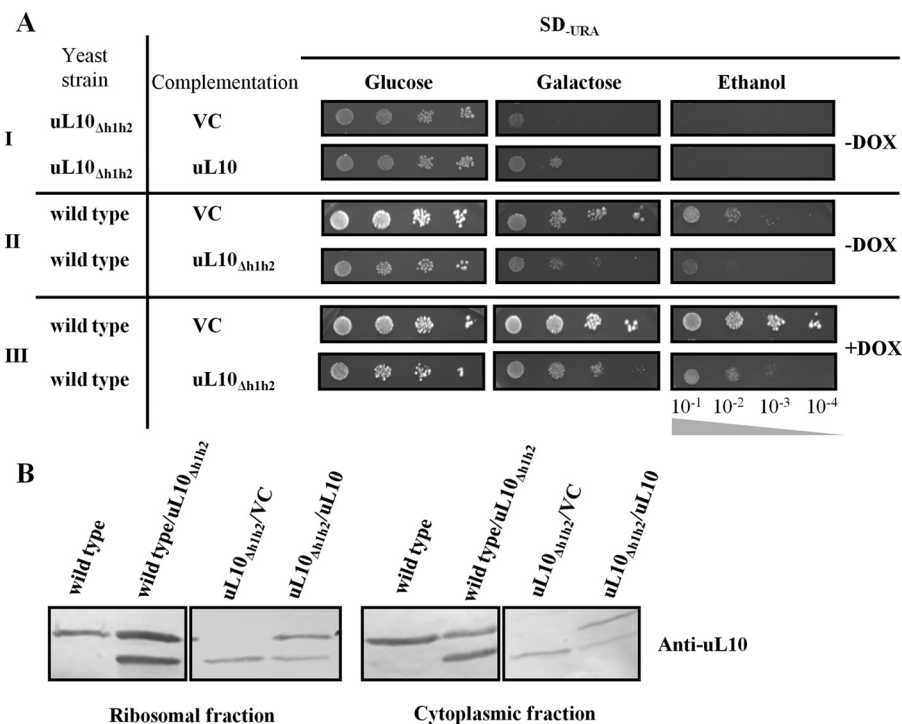 A
SD-URA
Yeast strain
Complementation
Glucose
Galactose
Ethanol
I
uL10Δh1h2
VC
uL10Δh1h2
uL10
-DOX
II
wild type
VC
wild type
uL10Δh1h2
-DOX
III
wild type
VC
wild type
uL10Δh1h2
+DOX
10-1 10-2 10-3 10-4
B
wild type
wild type/uL10Δh1h2
uL10Δh1h2/VC
uL10Δh1h2/uL10
wild type
wild type/uL10Δh1h2
uL10Δh1h2/VC
uL10Δh1h2/uL10
Anti-uL10
Ribosomal fraction
Cytoplasmic fraction